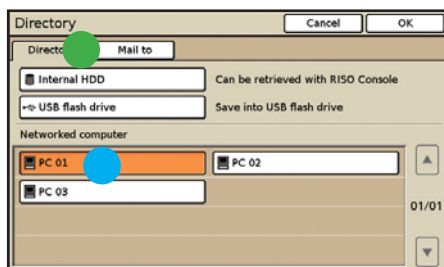 Directory Cancel OK
Mail to
Internal HDD Can be retrieved with RISO Console
USB flash drive Save into USB flash drive
Networked computer
PC 01 PC 02
PC 03
01/01